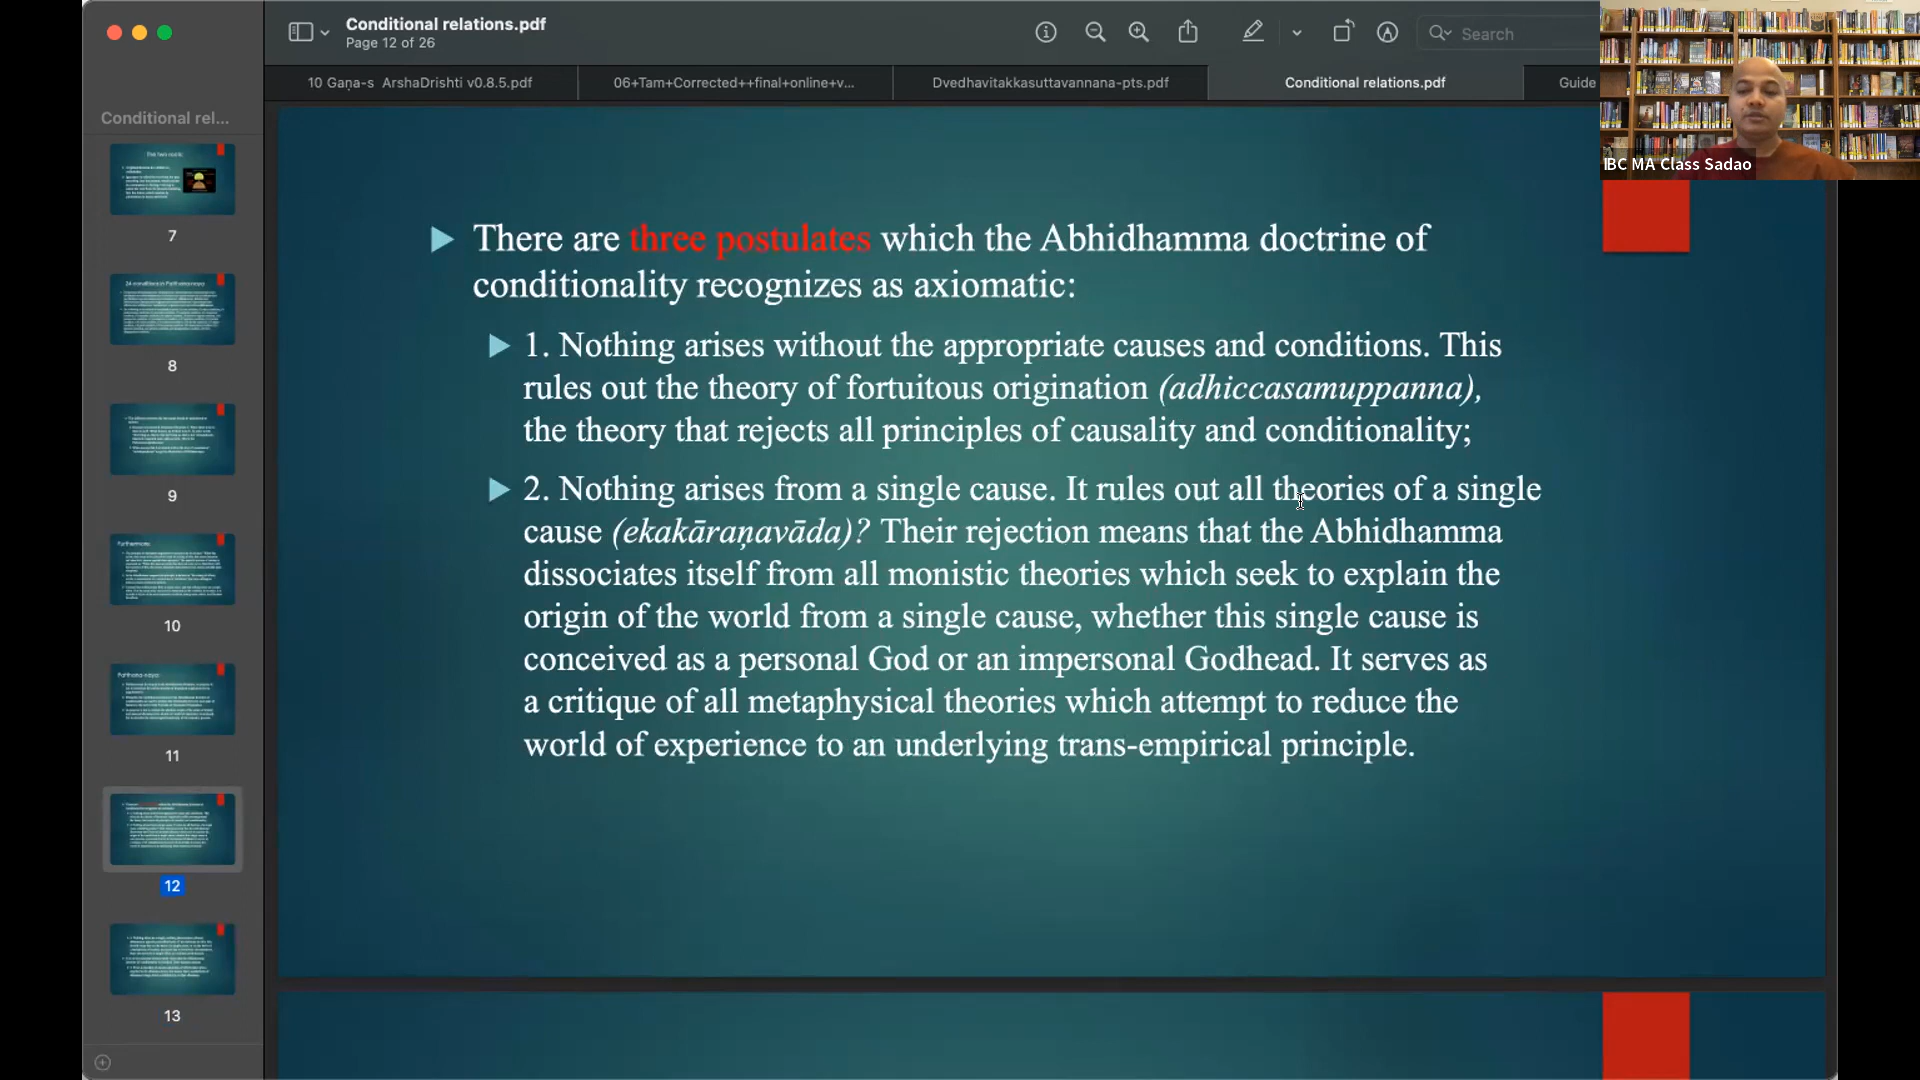 Conditional relations.pdf
Page 12 of 26
Search
10 Gaṇa-s ArshaDrishti v0.8.5.pdf
06+Tam+Corrected++final+online+v...
Dvedhavitakkasuttavannana-pts.pdf
Conditional relations.pdf
Guide
IBC MA Class Sadao
Conditional rel...
7
24 conditions in Patthana-naya
8
9
Furthermore:
10
Patthana-naya:
11
12
13
There are three postulates which the Abhidhamma doctrine of
conditionality recognizes as axiomatic:
1. Nothing arises without the appropriate causes and conditions. This
rules out the theory of fortuitous origination (adhiccasamuppanna),
the theory that rejects all principles of causality and conditionality;
2. Nothing arises from a single cause. It rules out all theories of a single
cause (ekakāraṇavāda)? Their rejection means that the Abhidhamma
dissociates itself from all monistic theories which seek to explain the
origin of the world from a single cause, whether this single cause is
conceived as a personal God or an impersonal Godhead. It serves as
a critique of all metaphysical theories which attempt to reduce the
world of experience to an underlying trans-empirical principle.